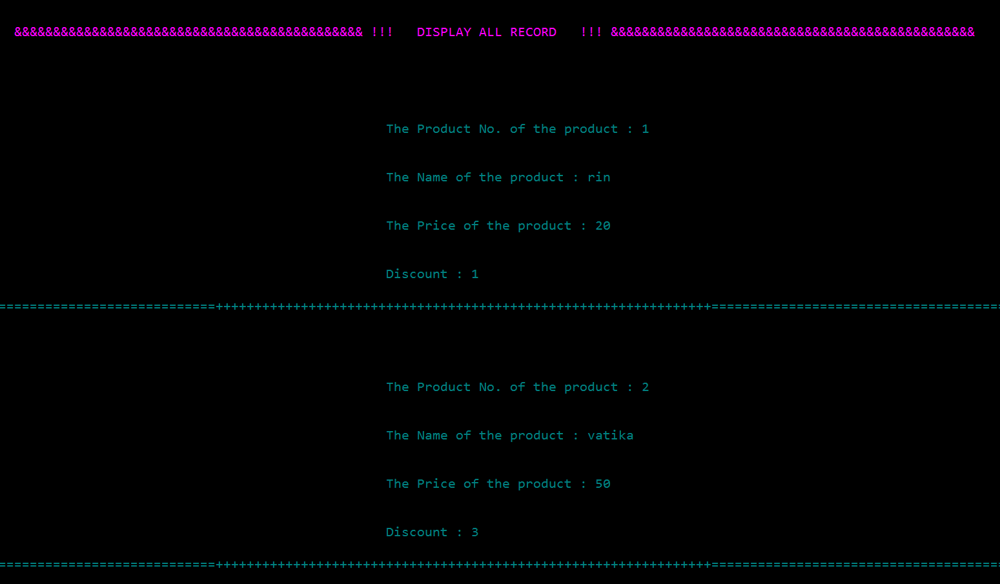 &&&&&&&&&&&&&&&&&&&&&&&&&&&&&&&&&&&&&&&&&&&&& !!!   DISPLAY ALL RECORD   !!! &&&&&&&&&&&&&&&&&&&&&&&&&&&&&&&&&&&&&&&&&&&&&&&
The Product No. of the product : 1
The Name of the product : rin
The Price of the product : 20
Discount : 1
============================++++++++++++++++++++++++++++++++++++++++++++++++++++++++++++++++======================================
The Product No. of the product : 2
The Name of the product : vatika
The Price of the product : 50
Discount : 3
============================++++++++++++++++++++++++++++++++++++++++++++++++++++++++++++++++======================================